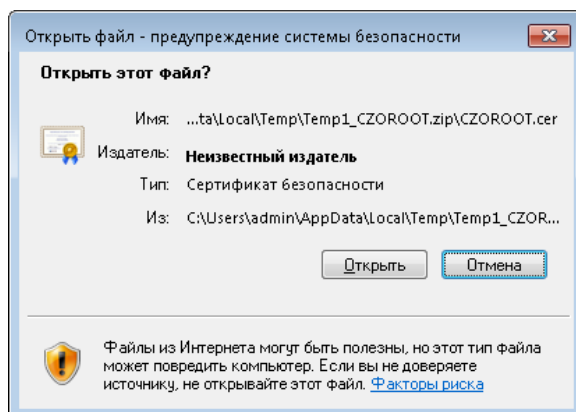 Открыть файл - предупреждение системы безопасности
Открыть этот файл?
Имя: ...ta\Local\Temp\Temp1_CZOROOT.zip\CZOROOT.cer
Издатель: Неизвестный издатель
Тип: Сертификат безопасности
Из: C:\Users\admin\AppData\Local\Temp\Temp1_CZOR...
Открыть Отмена
Файлы из Интернета могут быть полезны, но этот тип файла
может повредить компьютер. Если вы не доверяете
источнику, не открывайте этот файл. Факторы риска